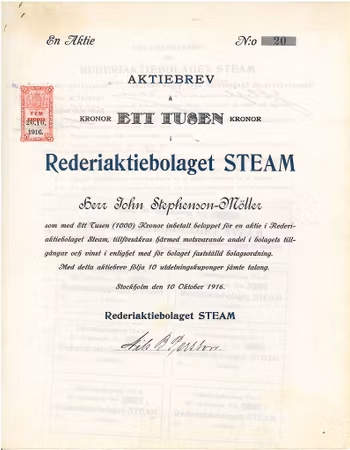 En Aktie N:o 20
AKTIEBREV
å
KRONOR ETT TUSEN KRONOR
i
Rederiaktiebolaget STEAM
Herr John Stephenson-Möller
som med Ett Tusen (1000) Kronor inbetalt beloppet för en aktie i Rederi-
aktiebolaget Steam, tillförsäkras härmed motsvarande andel i bolagets till-
gångar och vinst i enlighet med för bolaget fastställd bolagsordning.
Med detta aktiebrev följa 10 utdelningskuponger jämte talong.
Stockholm den 10 Oktober 1916.
Rederiaktiebolaget STEAM
Nils P. Persson
FEM
1916.